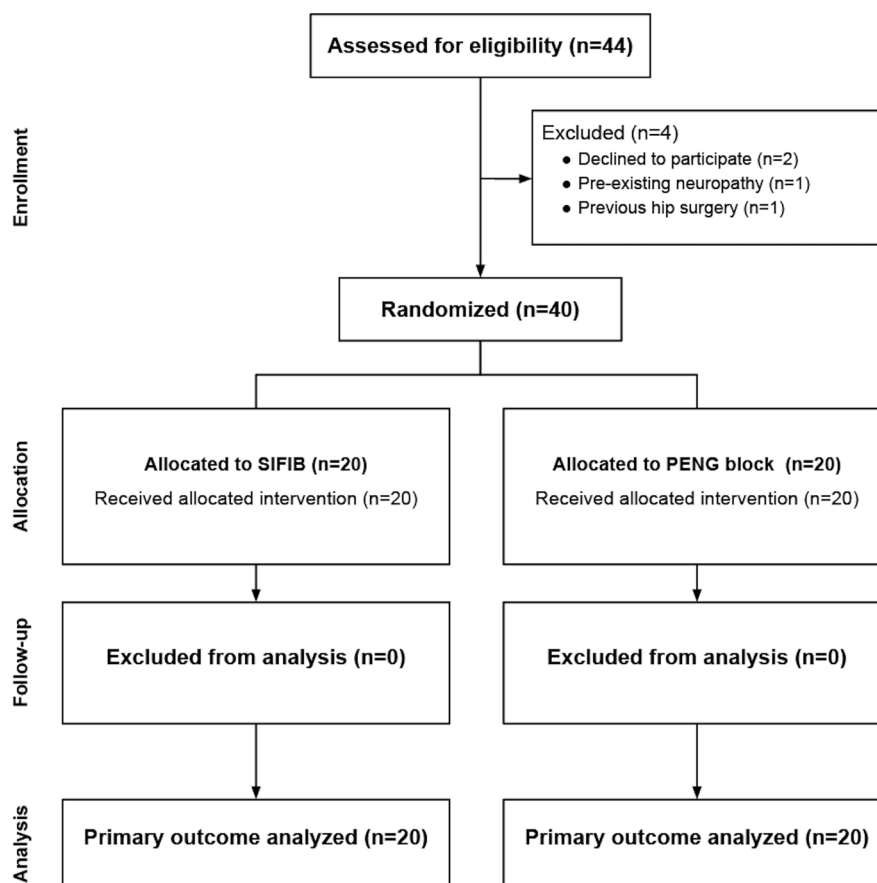 Assessed for eligibility (n=44)
Enrollment
Excluded (n=4)
● Declined to participate (n=2)
● Pre-existing neuropathy (n=1)
● Previous hip surgery (n=1)
Randomized (n=40)
Allocation
Allocated to SIFIB (n=20)
Received allocated intervention (n=20)
Allocated to PENG block (n=20)
Received allocated intervention (n=20)
Follow-up
Excluded from analysis (n=0)
Excluded from analysis (n=0)
Analysis
Primary outcome analyzed (n=20)
Primary outcome analyzed (n=20)